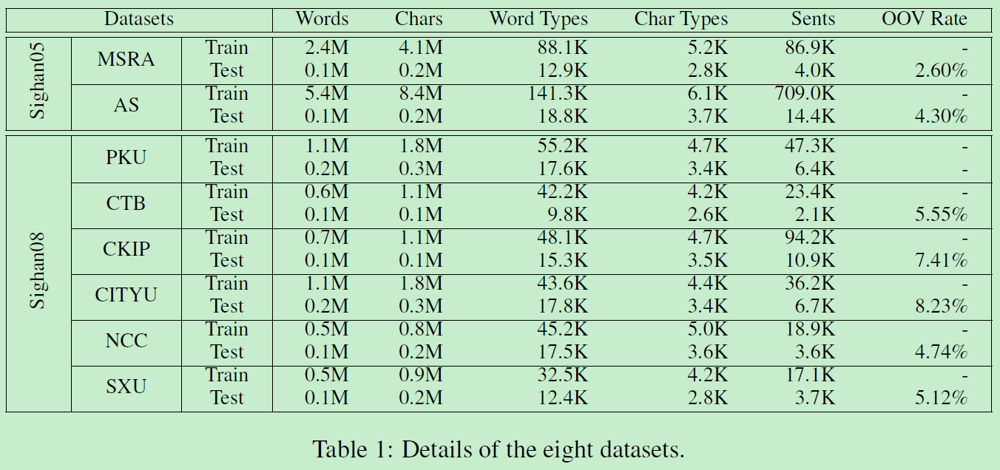 Datasets Words Chars Word Types Char Types Sents OOV Rate
Sighan05
MSRA
Train 2.4M 4.1M 88.1K 5.2K 86.9K -
Test 0.1M 0.2M 12.9K 2.8K 4.0K 2.60%
AS
Train 5.4M 8.4M 141.3K 6.1K 709.0K -
Test 0.1M 0.2M 18.8K 3.7K 14.4K 4.30%
Sighan08
PKU
Train 1.1M 1.8M 55.2K 4.7K 47.3K -
Test 0.2M 0.3M 17.6K 3.4K 6.4K -
CTB
Train 0.6M 1.1M 42.2K 4.2K 23.4K -
Test 0.1M 0.1M 9.8K 2.6K 2.1K 5.55%
CKIP
Train 0.7M 1.1M 48.1K 4.7K 94.2K -
Test 0.1M 0.1M 15.3K 3.5K 10.9K 7.41%
CITYU
Train 1.1M 1.8M 43.6K 4.4K 36.2K -
Test 0.2M 0.3M 17.8K 3.4K 6.7K 8.23%
NCC
Train 0.5M 0.8M 45.2K 5.0K 18.9K -
Test 0.1M 0.2M 17.5K 3.6K 3.6K 4.74%
SXU
Train 0.5M 0.9M 32.5K 4.2K 17.1K -
Test 0.1M 0.2M 12.4K 2.8K 3.7K 5.12%
Table 1: Details of the eight datasets.